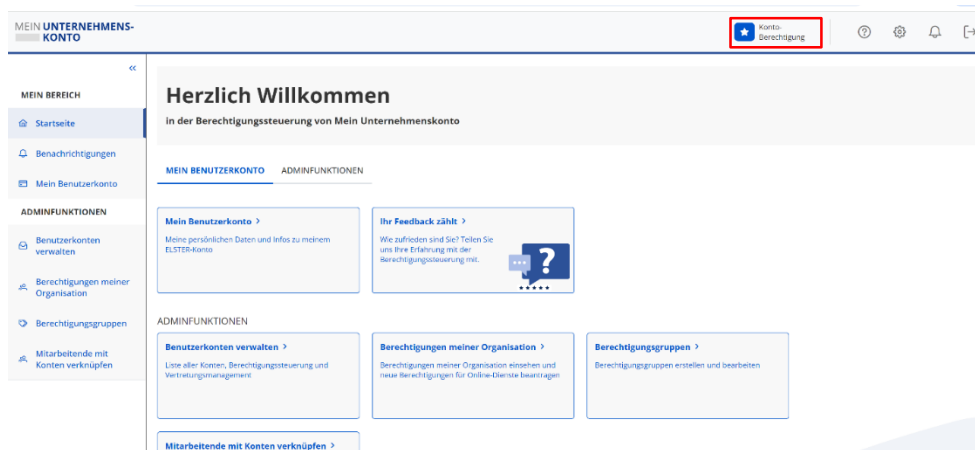 MEIN UNTERNEHMENS-
KONTO
Konto-
Berechtigung
MEIN BEREICH
Startseite
Benachrichtigungen
Mein Benutzerkonto
ADMINFUNKTIONEN
Benutzerkonten
verwalten
Berechtigungen meiner
Organisation
Berechtigungsgruppen
Mitarbeitende mit
Konten verknüpfen
Herzlich Willkommen
in der Berechtigungssteuerung von Mein Unternehmenskonto
MEIN BENUTZERKONTO ADMINFUNKTIONEN
Mein Benutzerkonto
Meine persönlichen Daten und Infos zu meinem
ELSTER-Konto
Ihr Feedback zählt
Wie zufrieden sind Sie? Teilen Sie
uns Ihre Erfahrung mit der
Berechtigungssteuerung mit.
?
ADMINFUNKTIONEN
Benutzerkonten verwalten
Liste aller Konten, Berechtigungssteuerung und
Vertretungsmanagement
Berechtigungen meiner Organisation
Berechtigungen meiner Organisation einsehen und
neue Berechtigungen für Online-Dienste beantragen
Berechtigungsgruppen
Berechtigungsgruppen erstellen und bearbeiten
Mitarbeitende mit Konten verknüpfen